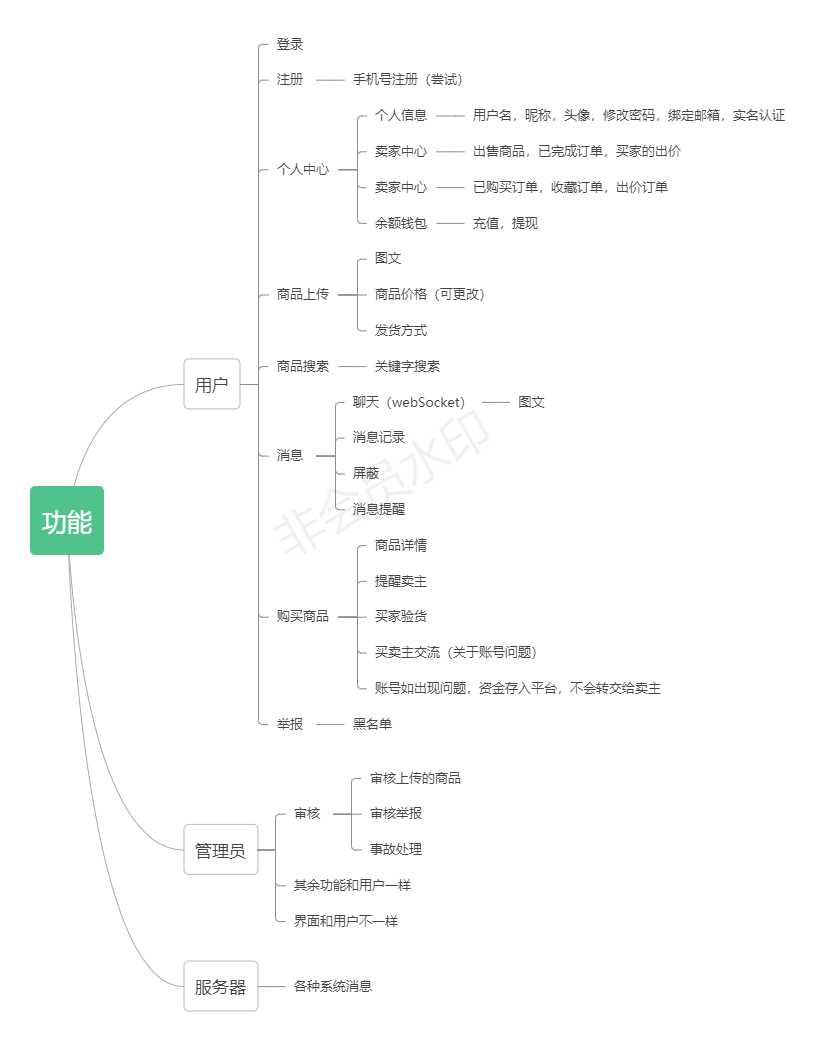 功能
用户
登录
注册
手机号注册（尝试）
个人中心
个人信息
用户名，昵称，头像，修改密码，绑定邮箱，实名认证
卖家中心
出售商品，已完成订单，买家的出价
卖家中心
已购买订单，收藏订单，出价订单
余额钱包
充值，提现
商品上传
图文
商品价格（可更改）
发货方式
商品搜索
关键字搜索
消息
聊天（webSocket）
图文
消息记录
屏蔽
消息提醒
购买商品
商品详情
提醒卖主
买家验货
买卖主交流（关于账号问题）
账号如出现问题，资金存入平台，不会转交给卖主
举报
黑名单
管理员
审核
审核上传的商品
审核举报
事故处理
其余功能和用户一样
界面和用户不一样
服务器
各种系统消息
非会员水印